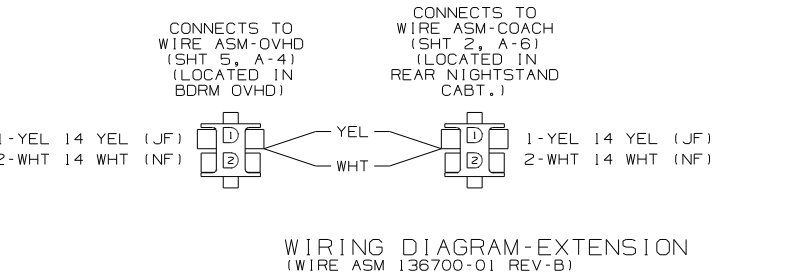 CONNECTS TO
WIRE ASM-OVHD
(SHT 5, A-4)
(LOCATED IN
BDRM OVHD)
CONNECTS TO
WIRE ASM-COACH
(SHT 2, A-6)
(LOCATED IN
REAR NIGHTSTAND
CABT.)
1-YEL 14 YEL (JF)
2-WHT 14 WHT (NF)
1
2
YEL
WHT
1
2
1-YEL 14 YEL (JF)
2-WHT 14 WHT (NF)
WIRING DIAGRAM-EXTENSION
(WIRE ASM 136700-01 REV-B)